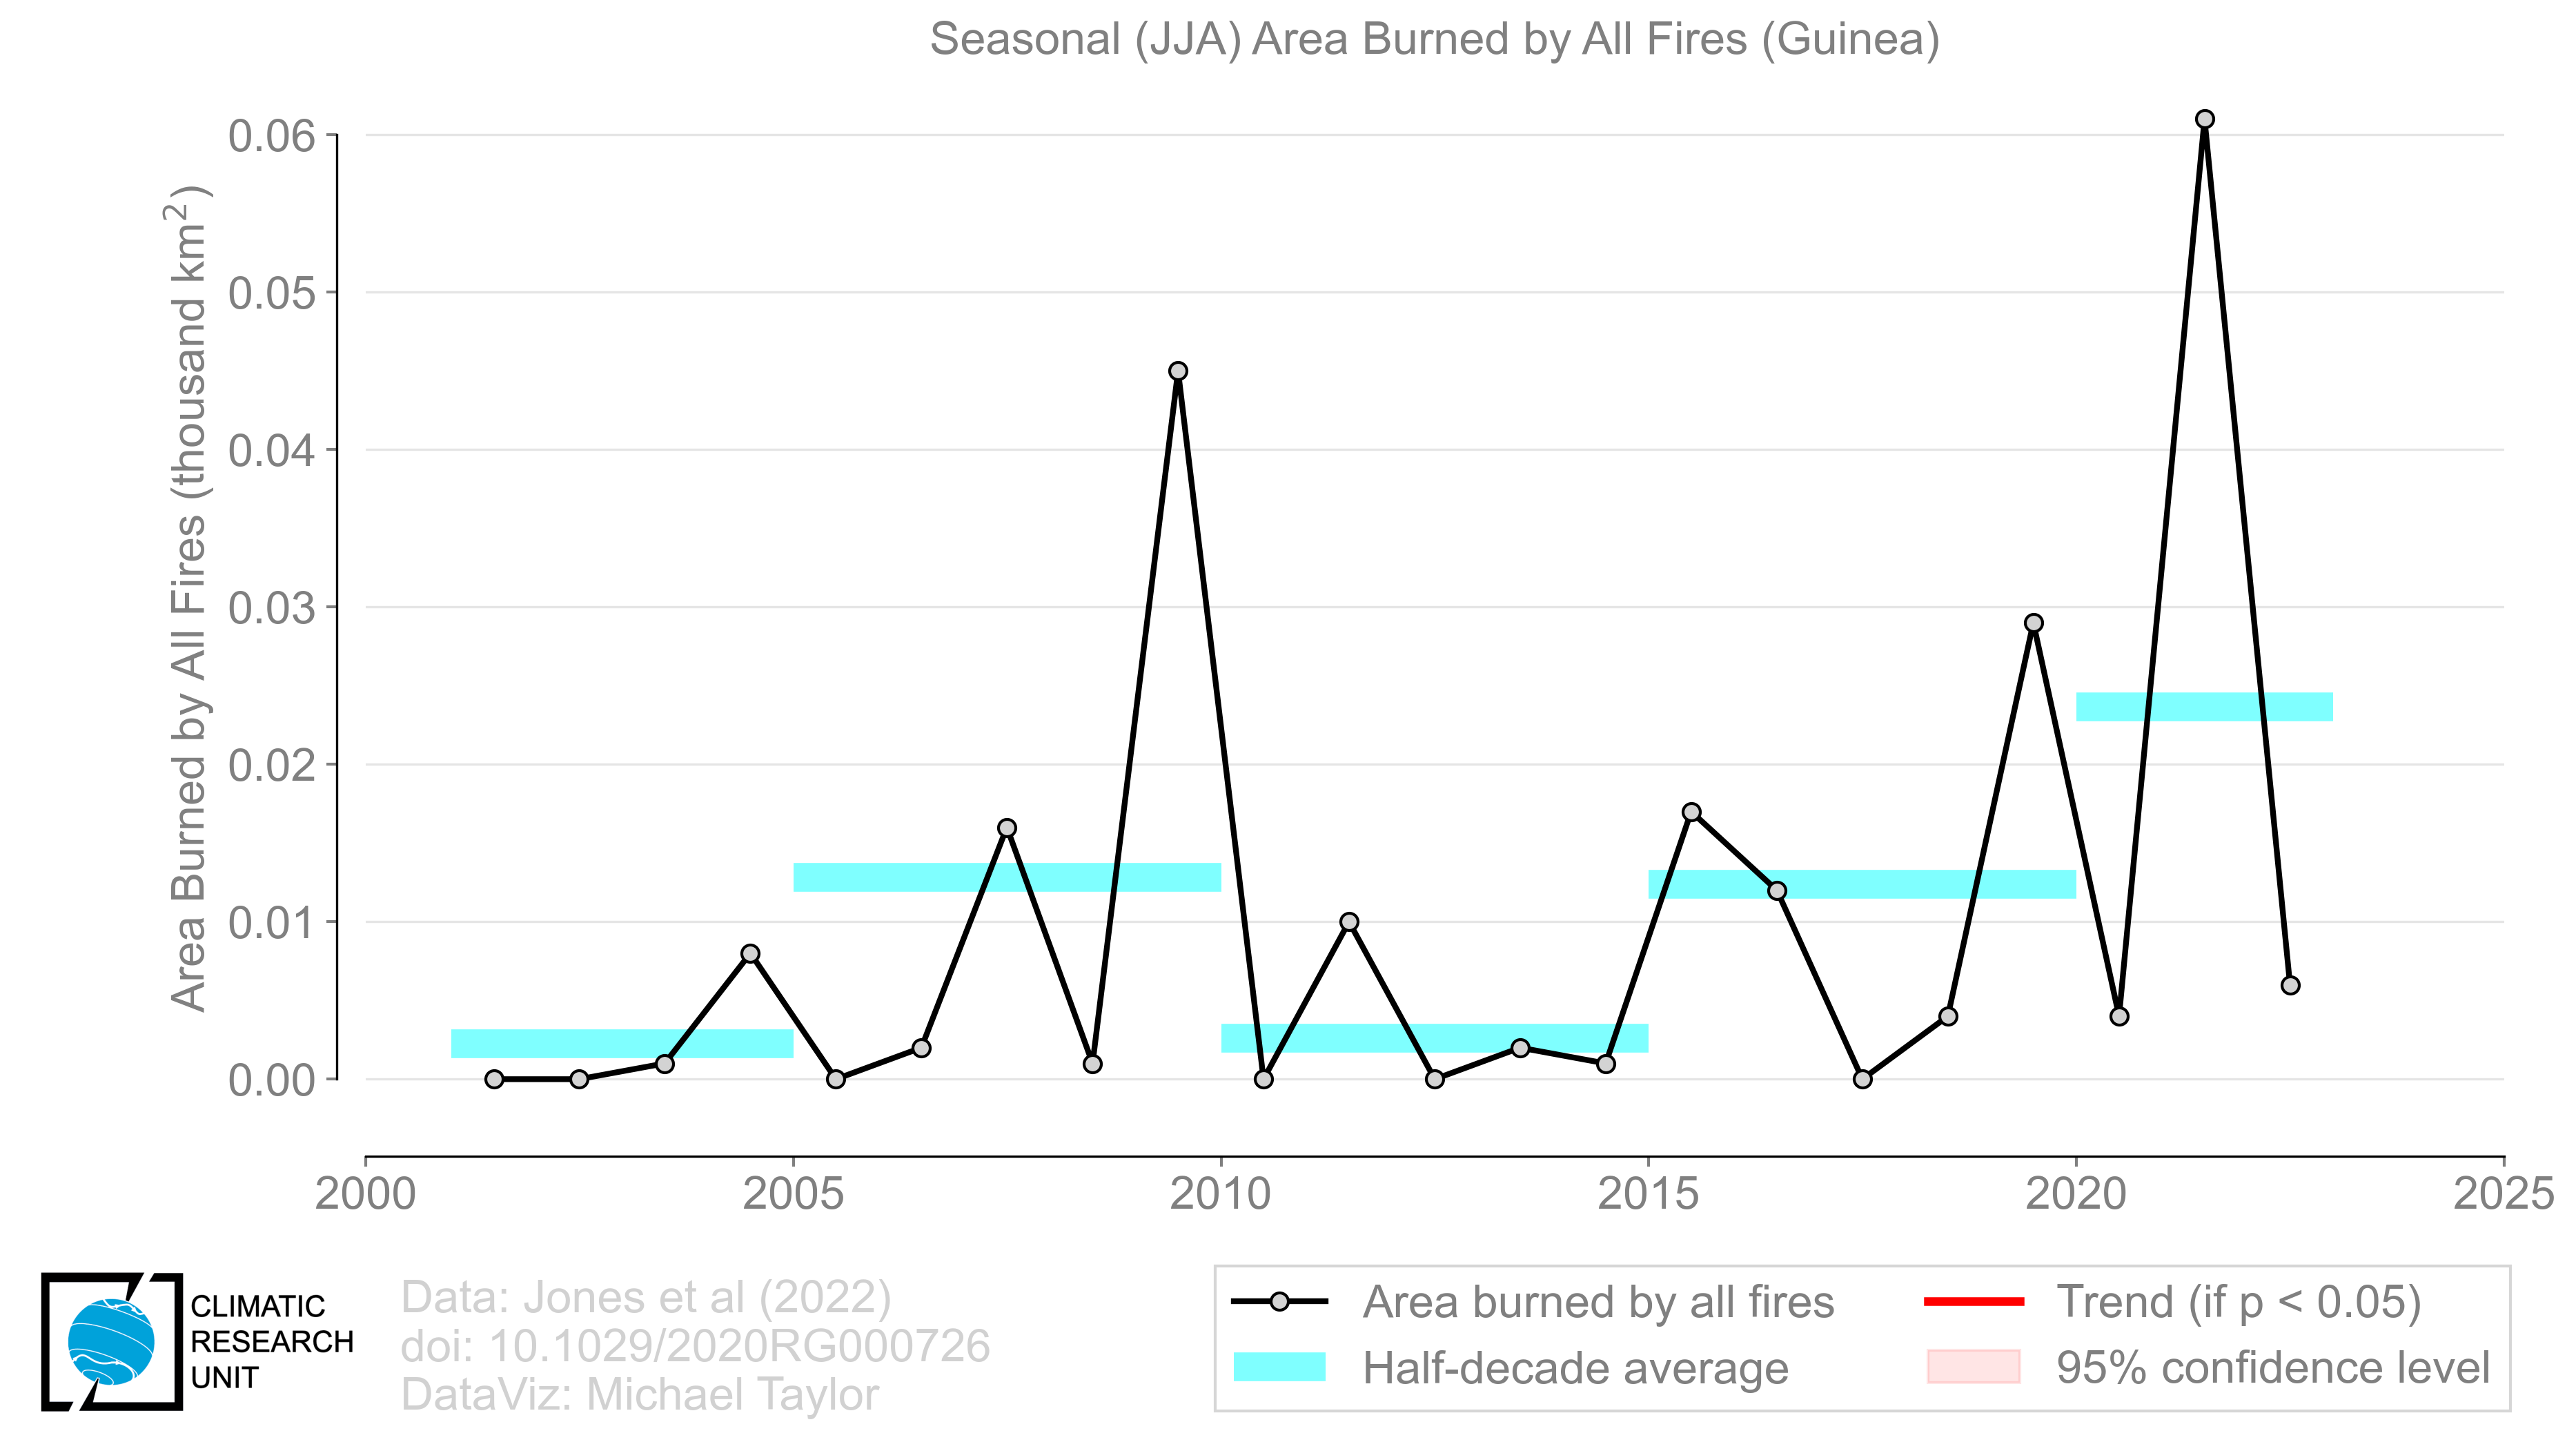 Seasonal (JJA) Area Burned by All Fires (Guinea)
Area Burned by All Fires (thousand km²)
0.06
0.05
0.04
0.03
0.02
0.01
0.00
2000 2005 2010 2015 2020 2025
CLIMATIC
RESEARCH
UNIT
Data: Jones et al (2022)
doi: 10.1029/2020RG000726
DataViz: Michael Taylor
Area burned by all fires
Half-decade average
Trend (if p < 0.05)
95% confidence level